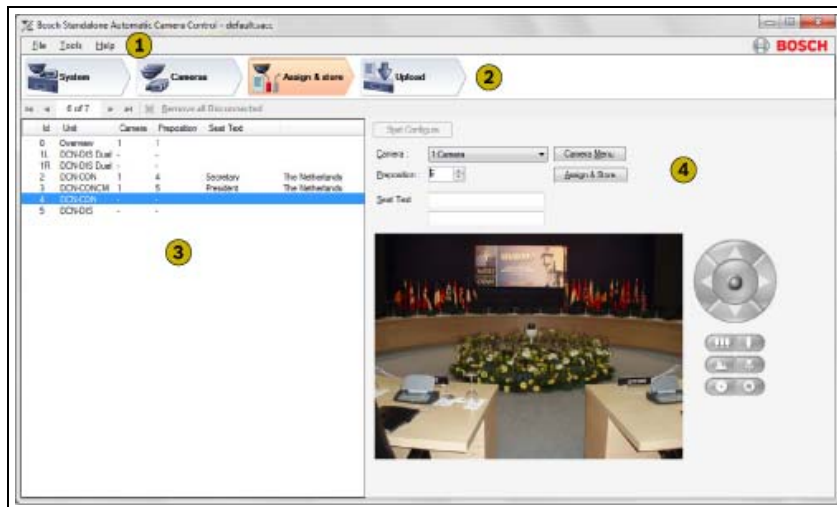 Bosch Standalone Automatic Camera Control - default.sacc
File Tools Help 1
BOSCH
System Cameras Assign & store Upload 2
6 of 7 Remove all Disconnected
Id Unit Camera Preposition Seat Text
0 Overview 1 1
1L DCN-DIS Dual - -
1R DCN-DIS Dual - -
2 DCN-CON 1 4 Secretary The Netherlands
3 DCN-CONCM 1 5 President The Netherlands
4 DCN-CON - -
5 DCN-DIS - -
3
Start Configure
Camera : 1:Camera Camera Menu
Preposition Assign & Store
4
Seat Text